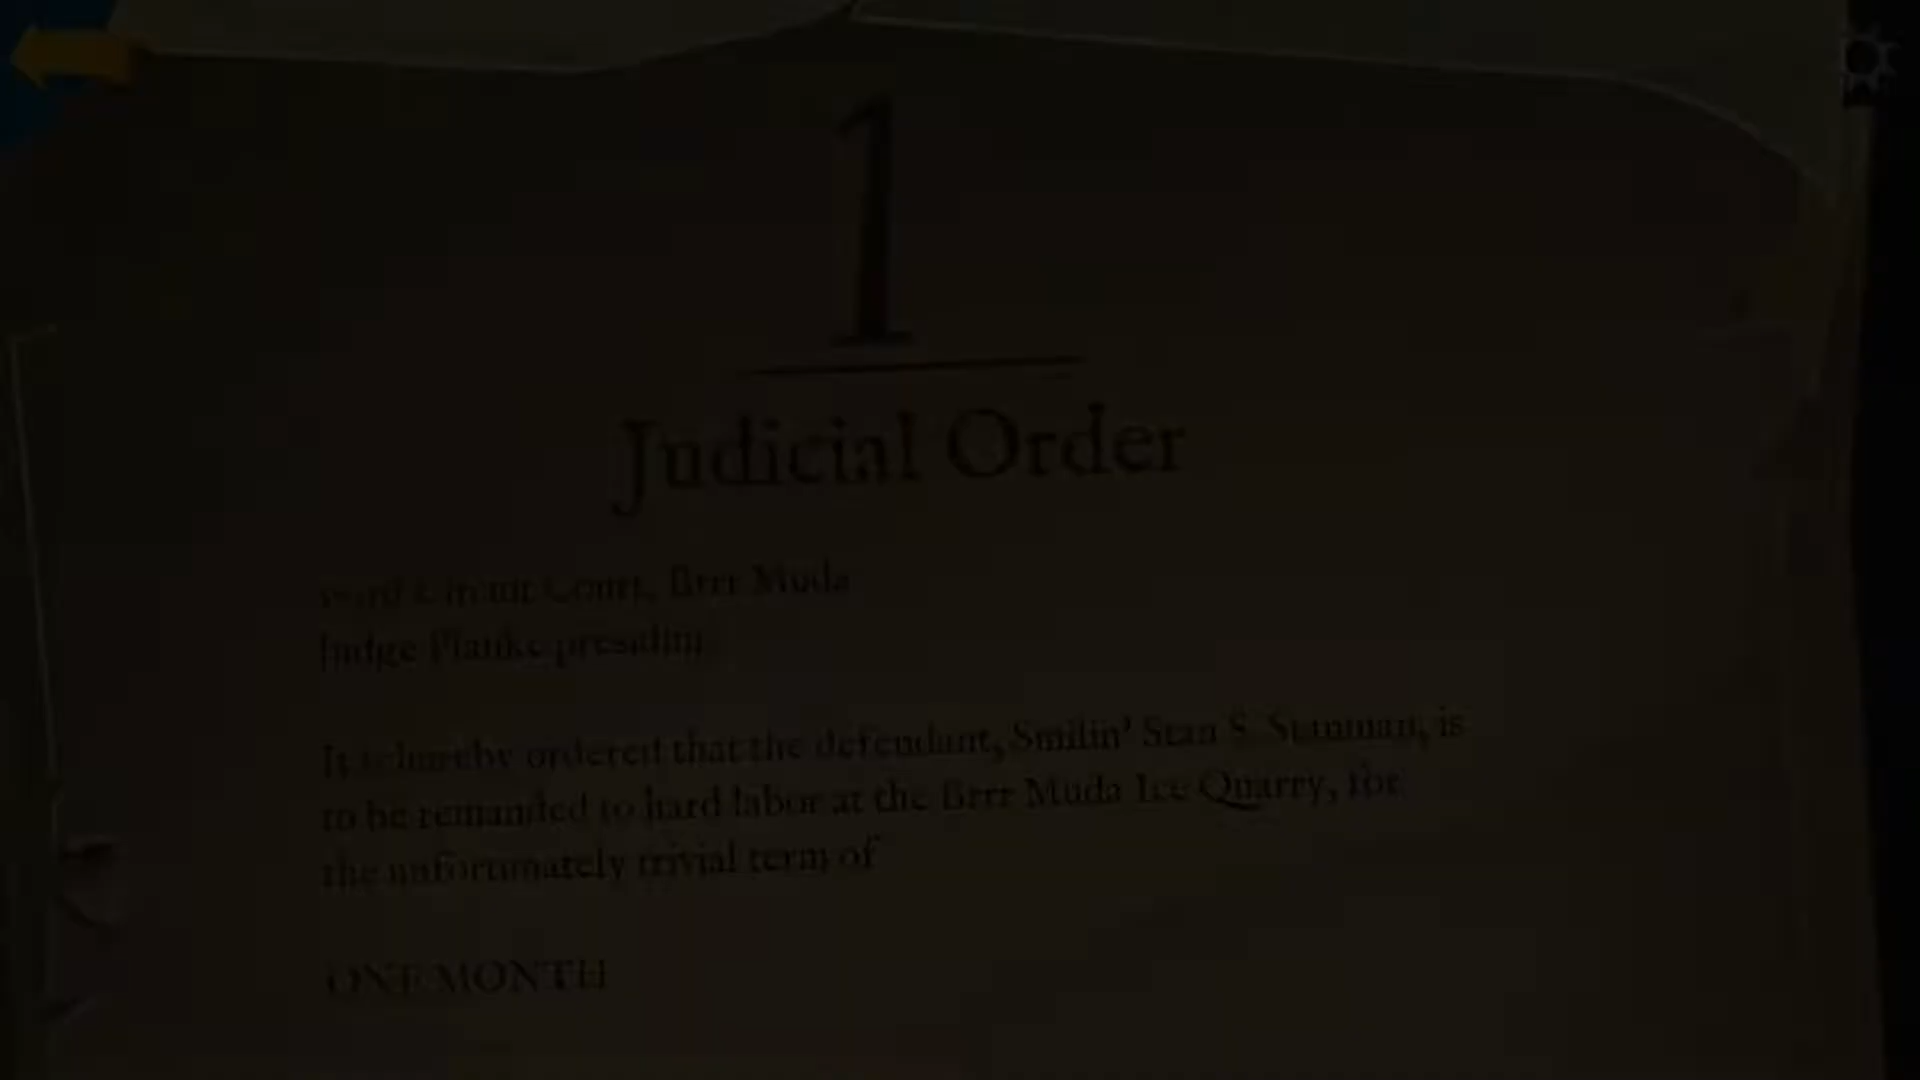 1
Judicial Order
Court, Brrr Muda
Judge Planke presiding
It is hereby ordered that the defendant, Smilin' Stan S. Stanman, is
to be remanded to hard labor at the Brrr Muda Ice Quarry, for
the unfortunately trivial term of
ONE MONTH